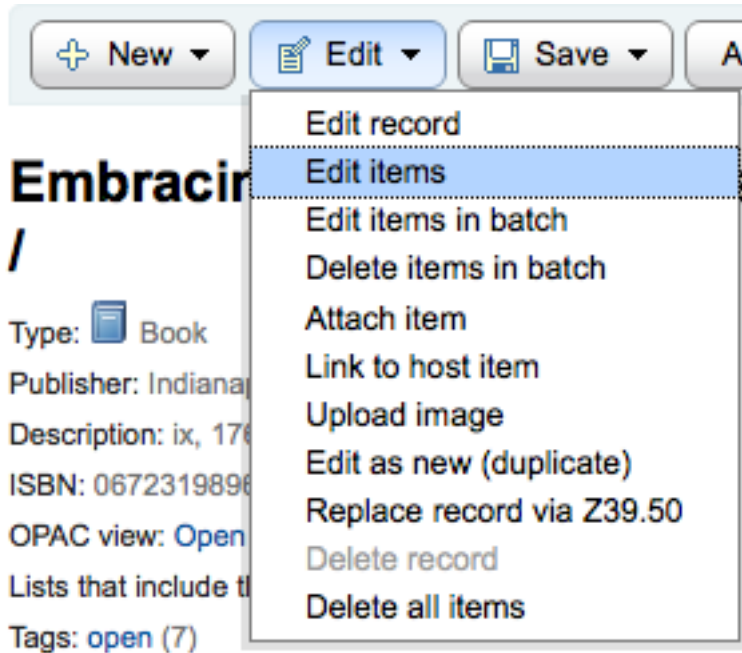 New Edit Save A
Edit record
Edit items
Edit items in batch
Delete items in batch
Attach item
Link to host item
Upload image
Edit as new (duplicate)
Replace record via Z39.50
Delete record
Delete all items
Embracin
/
Type: Book
Publisher: Indianap
Description: ix, 176
ISBN: 0672319896
OPAC view: Open
Lists that include th
Tags: open (7)